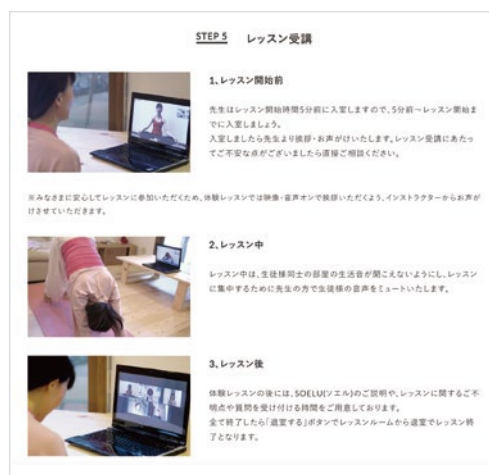 STEP 5 レッスン受講
1、レッスン開始前
先生はレッスン開始時間5分前に入室しますので、5分前〜レッスン開始ま
でに入室しましょう。
入室しましたら先生より挨拶・お声がけいたします。レッスン受講にあたっ
てご不安な点がございましたら直接ご相談ください。
※みなさまに安心してレッスンに参加いただくため、体験レッスンでは映像・音声オンで挨拶いただくよう、インストラクターからお声が
けさせていただきます。
2、レッスン中
レッスン中は、生徒様同士の部屋の生活音が聞こえないようにし、レッスン
に集中するために先生の方で生徒様の音声をミュートいたします。
3、レッスン後
体験レッスンの後には、SOELU(ソエル)のご説明や、レッスンに関するご不
明点や質問を受け付ける時間をご用意しております。
全て終了したら「退室する」ボタンでレッスンルームから退室でレッスン終
了となります。